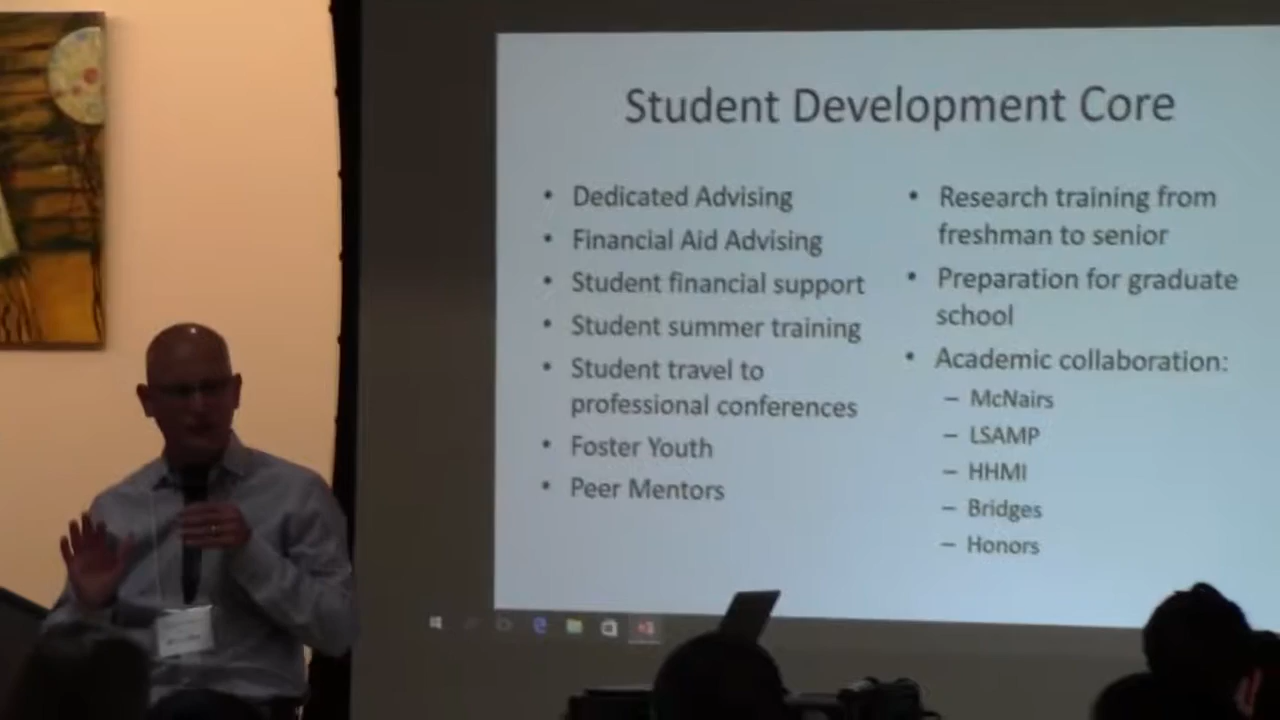 Student Development Core
• Dedicated Advising
• Financial Aid Advising
• Student financial support
• Student summer training
• Student travel to
professional conferences
• Foster Youth
• Peer Mentors
• Research training from
freshman to senior
• Preparation for graduate
school
• Academic collaboration:
– McNairs
– LSAMP
– HHMI
– Bridges
– Honors